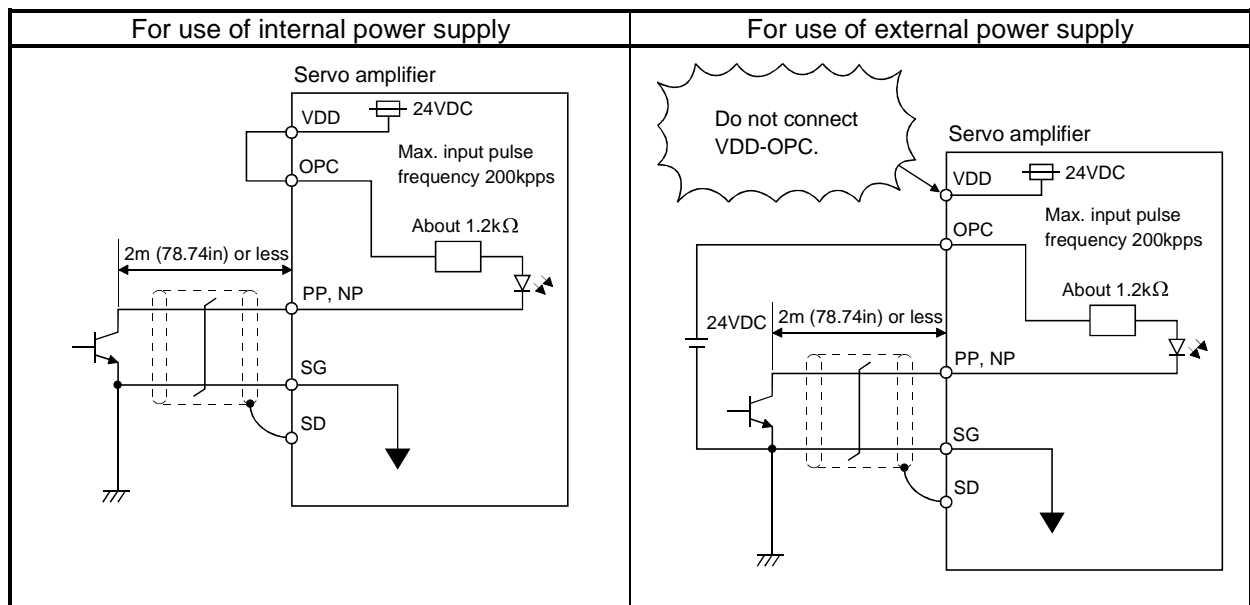 For use of internal power supply
For use of external power supply
Servo amplifier
VDD
24VDC
OPC
Max. input pulse
frequency 200kpps
About 1.2kΩ
2m (78.74in) or less
PP, NP
SG
SD
Do not connect
VDD-OPC.
Servo amplifier
VDD
24VDC
OPC
Max. input pulse
frequency 200kpps
About 1.2kΩ
24VDC
2m (78.74in) or less
PP, NP
SG
SD